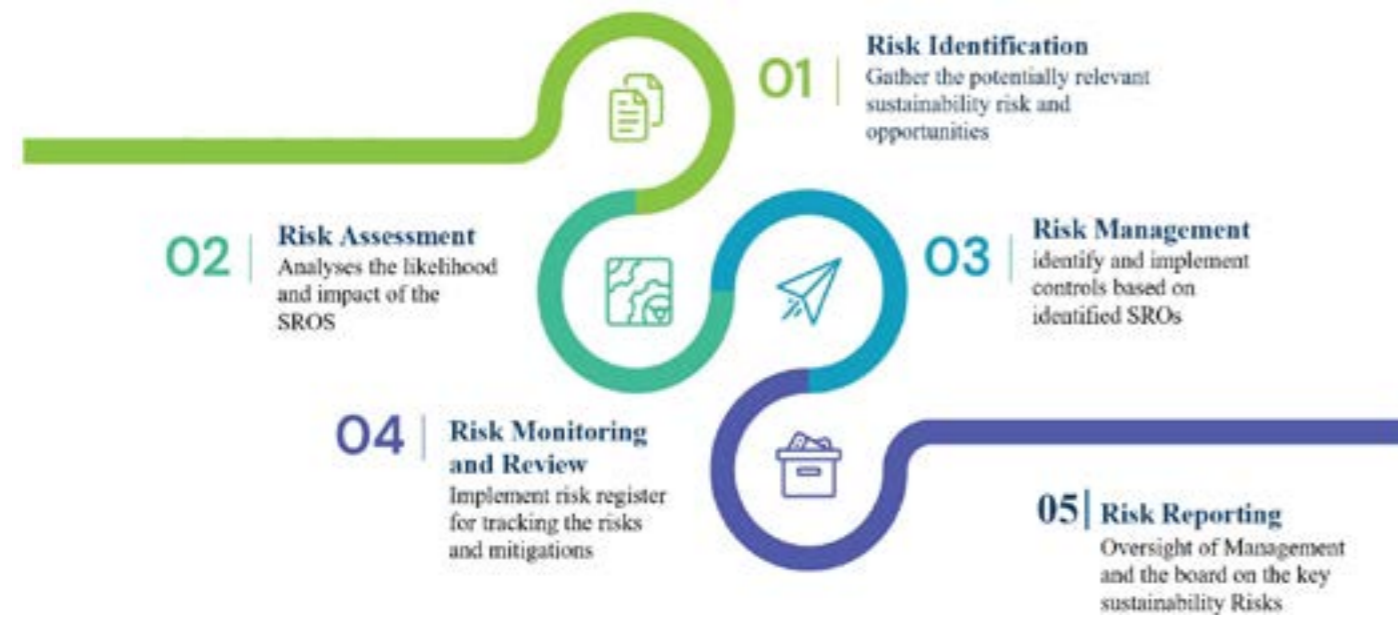 01
Risk Identification
Gather the potentially relevant
sustainability risk and
opportunities
02
Risk Assessment
Analyses the likelihood
and impact of the
SROS
03
Risk Management
identify and implement
controls based on
identified SROs
04
Risk Monitoring
and Review
Implement risk register
for tracking the risks
and mitigations
05
Risk Reporting
Oversight of Management
and the board on the key
sustainability Risks